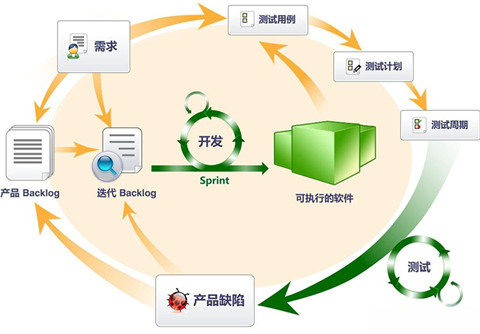 需求
测试用例
测试计划
测试周期
产品 Backlog
迭代 Backlog
开发
Sprint
可执行的软件
测试
产品缺陷